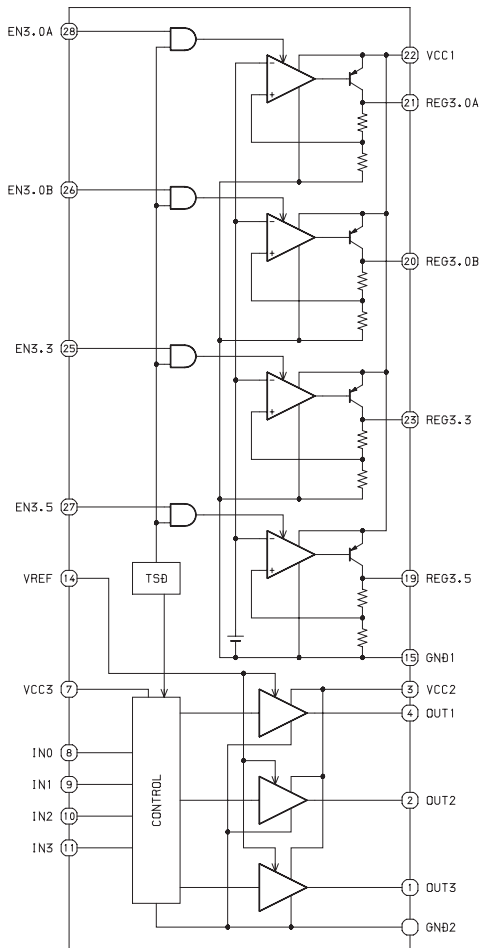 EN3.0A 28
22 VCC1
21 REG3.0A
- +
EN3.0B 26
20 REG3.0B
- +
EN3.3 25
23 REG3.3
- +
EN3.5 27
19 REG3.5
- +
TSD
VREF 14
15 GND1
VCC3 7
3 VCC2
4 OUT1
CONTROL
IN0 8
IN1 9
2 OUT2
IN2 10
IN3 11
1 OUT3
GND2